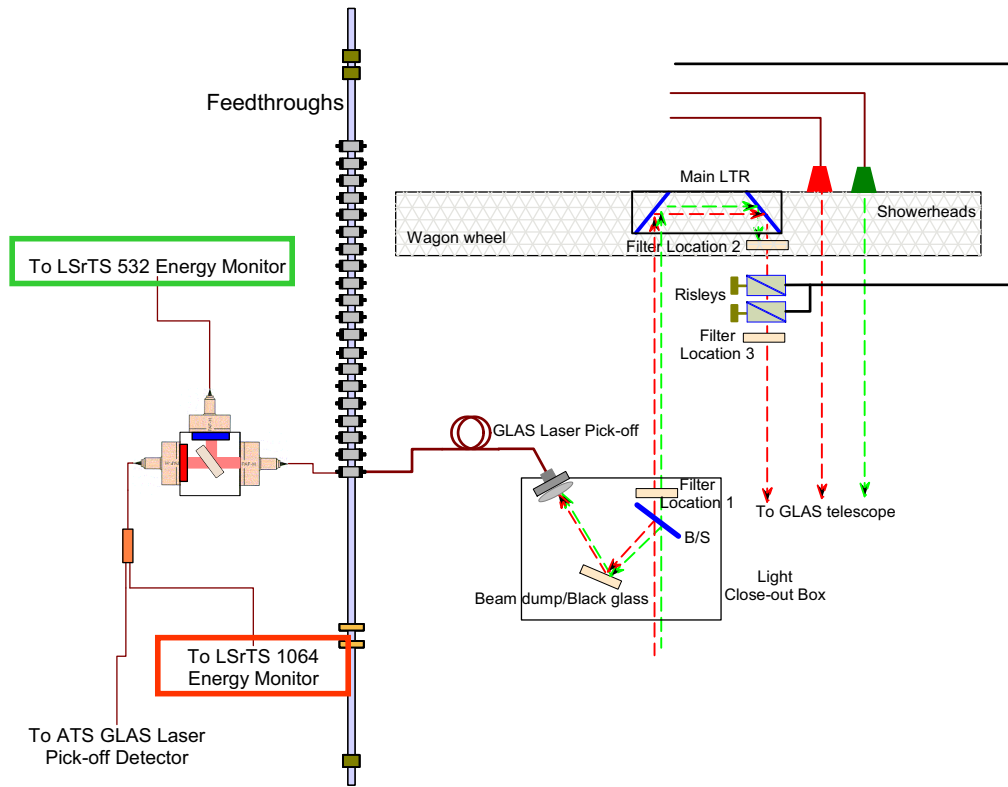 Feedthroughs
Main LTR
Wagon wheel
Showerheads
Filter Location 2
To LSrTS 532 Energy Monitor
Risleys
Filter
Location 3
GLAS Laser Pick-off
Filter
Location 1
To GLAS telescope
B/S
Light
Close-out Box
Beam dump/Black glass
To LSrTS 1064
Energy Monitor
To ATS GLAS Laser
Pick-off Detector